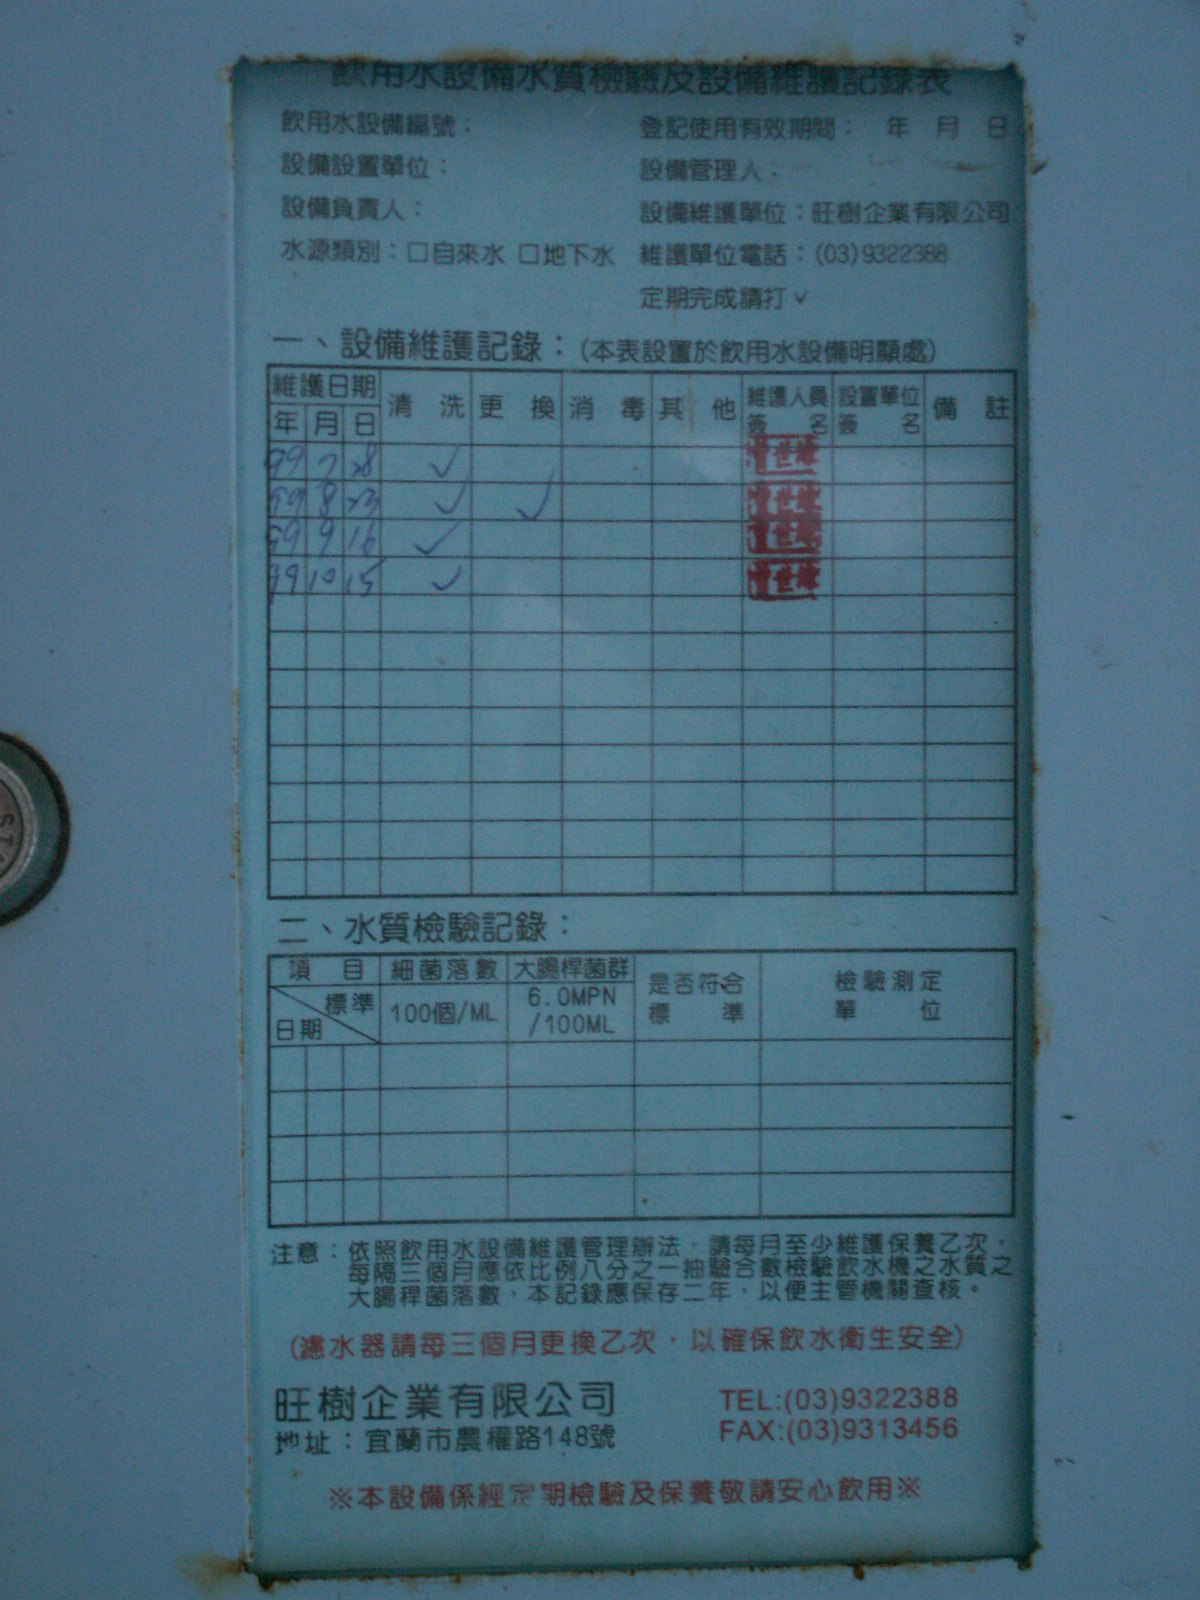 飲用水設備水質檢驗及設備維護記錄表
飲用水設備編號： 登記使用有效期間： 年 月 日
設備設置單位： 設備管理人：
設備負責人： 設備維護單位：旺樹企業有限公司
水源類別：□自來水 □地下水 維護單位電話：(03)9322388
定期完成請打ˇ
一、設備維護記錄：(本表設置於飲用水設備明顯處)
維護日期 清洗 更換 消毒 其他 維護人員簽名 設置單位簽名 備註
年 月 日
99 7 28 ✓
99 8 23 ✓ ✓
99 9 16 ✓
99 10 15 ✓
二、水質檢驗記錄：
項目 細菌落數 大腸桿菌群 是否符合標準 檢驗測定單位
標準 100個/ML 6.0MPN/100ML
日期
注意：依照飲用水設備維護管理辦法，請每月至少維護保養乙次，
每隔三個月應依比例八分之一抽驗台數檢驗飲水機之水質之
大腸桿菌落數，本記錄應保存二年，以便主管機關查核。
(濾水器請每三個月更換乙次，以確保飲水衛生安全)
旺樹企業有限公司 TEL:(03)9322388
地址：宜蘭市農權路148號 FAX:(03)9313456
※本設備係經定期檢驗及保養敬請安心飲用※